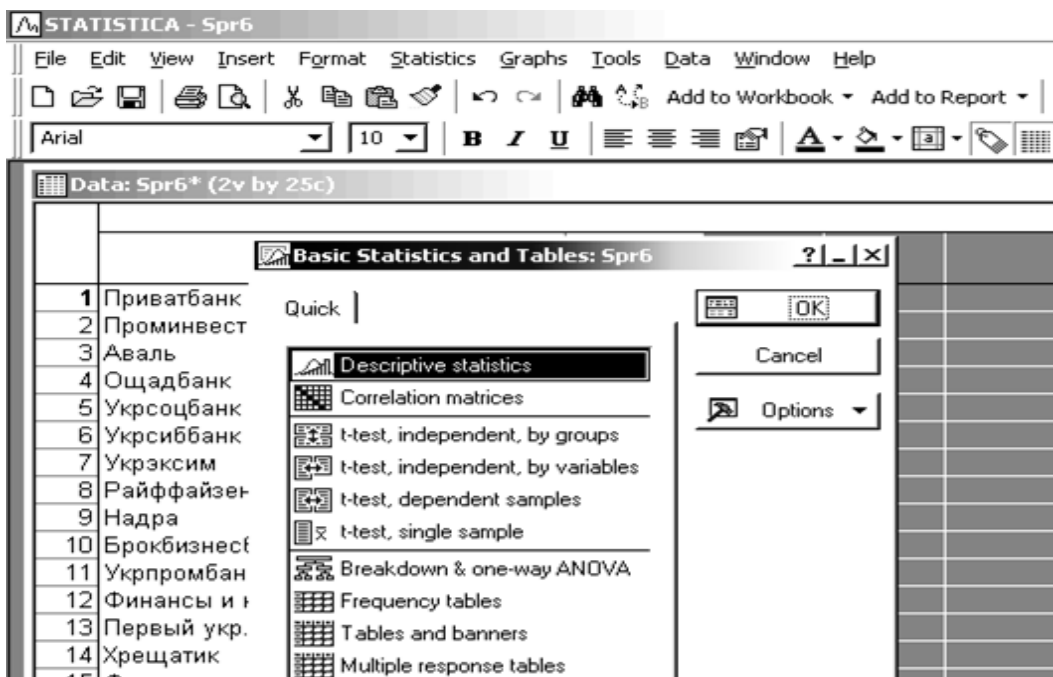 STATISTICA - Spr6
File Edit View Insert Format Statistics Graphs Tools Data Window Help
Add to Workbook Add to Report
Arial 10 B I U A a
Data: Spr6* (2v by 25c)
Basic Statistics and Tables: Spr6
Quick
OK
Cancel
Options
Descriptive statistics
Correlation matrices
t-test, independent, by groups
t-test, independent, by variables
t-test, dependent samples
t-test, single sample
Breakdown & one-way ANOVA
Frequency tables
Tables and banners
Multiple response tables
1 Приватбанк
2 Проминвест
3 Аваль
4 Ощадбанк
5 Укрсоцбанк
6 Укрсиббанк
7 Укрэксим
8 Райффайзен
9 Надра
10 Брокбизнесб
11 Укрпромбан
12 Финансы и
13 Первый укр.
14 Хрещатик